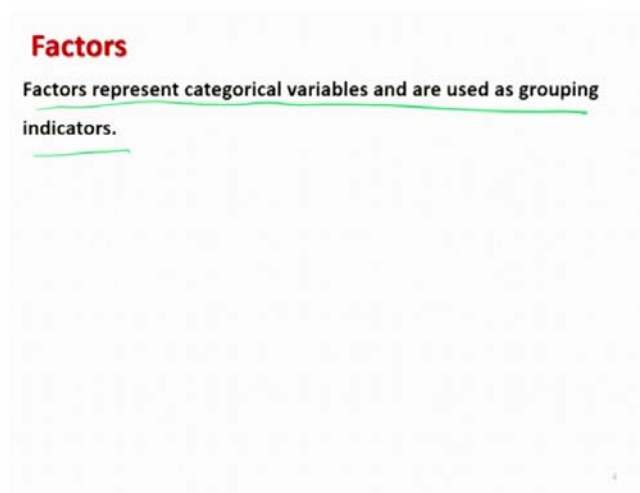 Factors
Factors represent categorical variables and are used as grouping
indicators.